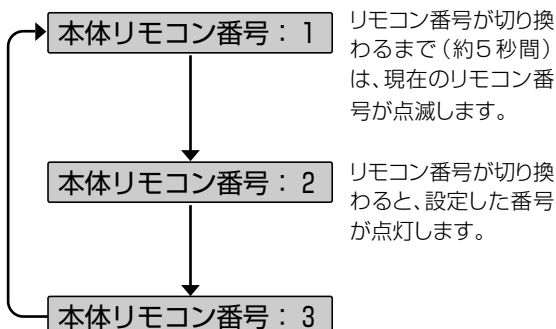 本体リモコン番号：1
リモコン番号が切り換
わるまで（約5秒間）
は、現在のリモコン番
号が点滅します。
本体リモコン番号：2
リモコン番号が切り換
わると、設定した番号
が点灯します。
本体リモコン番号：3